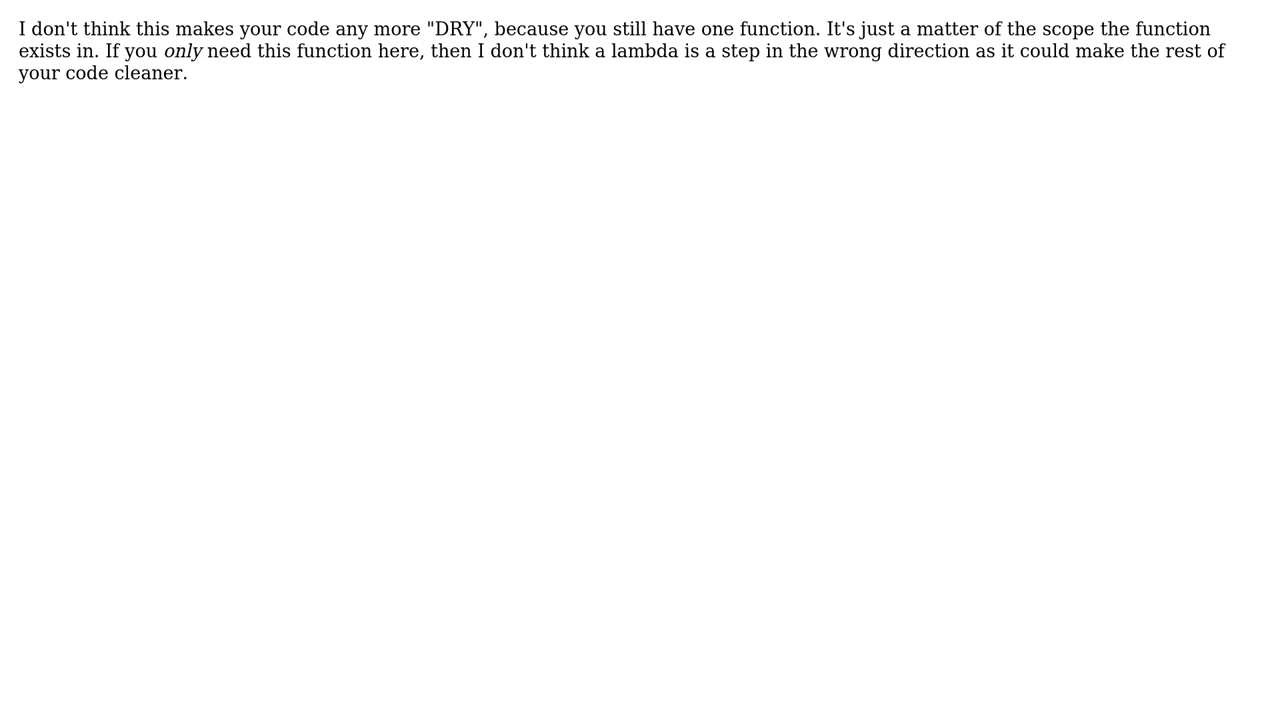 I don't think this makes your code any more "DRY", because you still have one function. It's just a matter of the scope the function
exists in. If you only need this function here, then I don't think a lambda is a step in the wrong direction as it could make the rest of
your code cleaner.